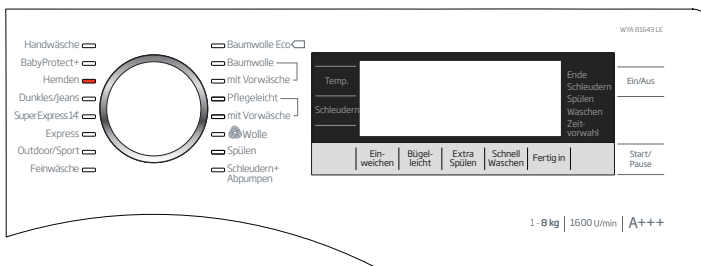 WYA 81643 LE
Handwäsche
BabyProtect+
Hemden
Dunkles/Jeans
SuperExpress 14'
Express
Outdoor/Sport
Feinwäsche
Baumwolle Eco
Baumwolle
mit Vorwäsche
Pflegeleicht
mit Vorwäsche
Wolle
Spülen
Schleudern+
Abpumpen
Temp.
Schleudern
Ende
Schleudern
Spülen
Waschen
Zeit-
vorwahl
Ein-
weichen
Bügel-
leicht
Extra
Spülen
Schnell
Waschen
Fertig in
Ein/Aus
Start/
Pause
1 - 8 kg 1600 U/min A+++